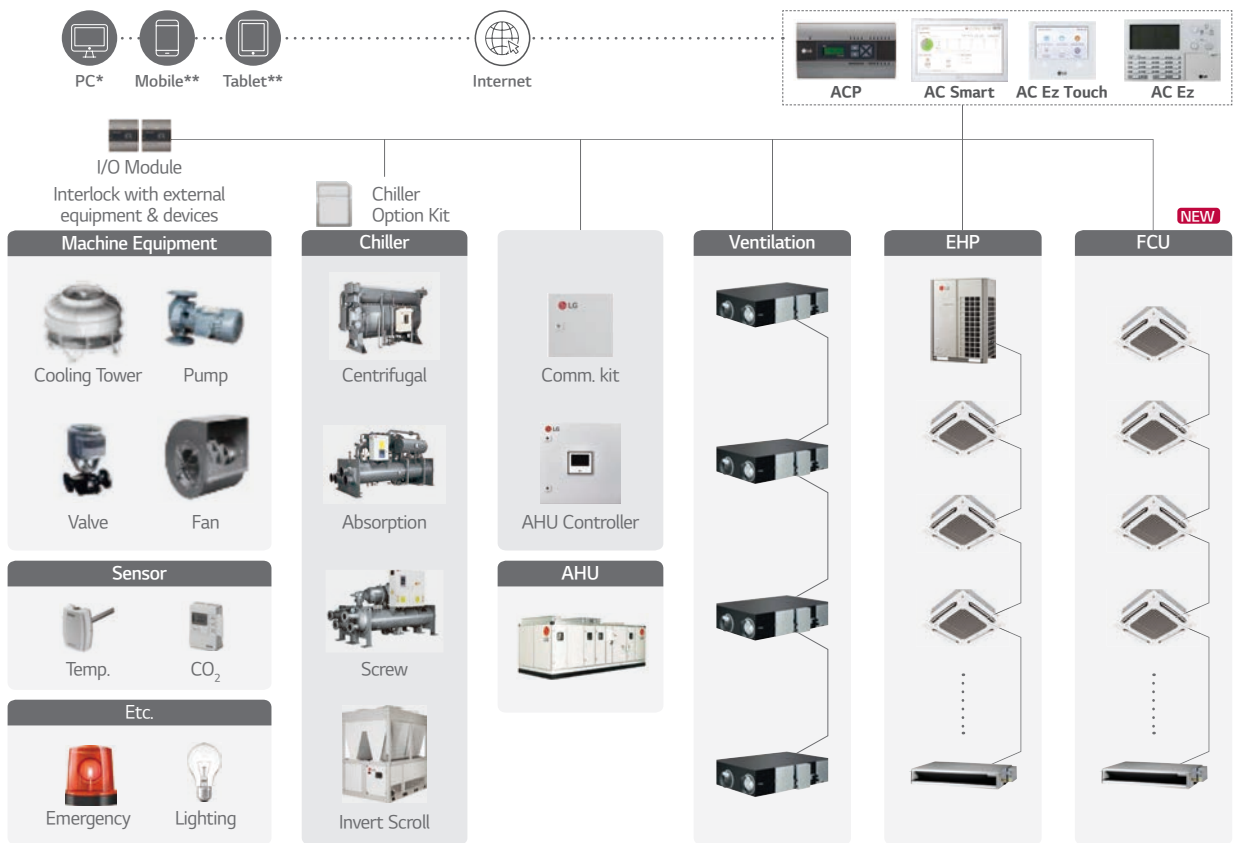 PC*
Mobile**
Tablet**
Internet
ACP
AC Smart
AC Ez Touch
AC Ez
I/O Module
Interlock with external
equipment & devices
Chiller
Option Kit
NEW
Machine Equipment
Cooling Tower
Pump
Valve
Fan
Sensor
Temp.
CO2
Etc.
Emergency
Lighting
Chiller
Centrifugal
Absorption
Screw
Invert Scroll
LG
Comm. kit
LG
AHU Controller
AHU
Ventilation
EHP
FCU